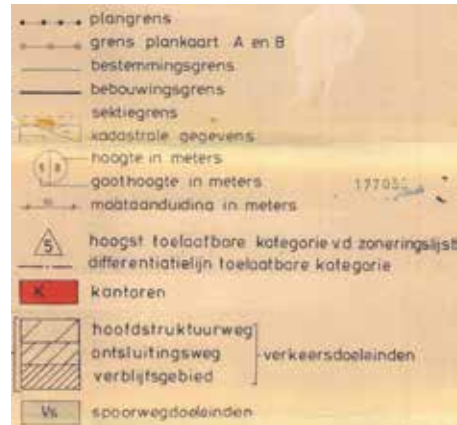 plangrens
grens plankaart A en B
bestemmingsgrens
bebouwingsgrens
sektiegrens
kadastrale gegevens
hoogte in meters
goothoogte in meters
maataanduiding in meters
5 hoogst toelaatbare kategorie v.d zoneringslijst
differentiatielijn toelaatbare kategorie
K kantoren
hoofdstruktuurweg
ontsluitingsweg
verkeersdoeleinden
verblijfsgebied
Vs spoorwegdoeleinden